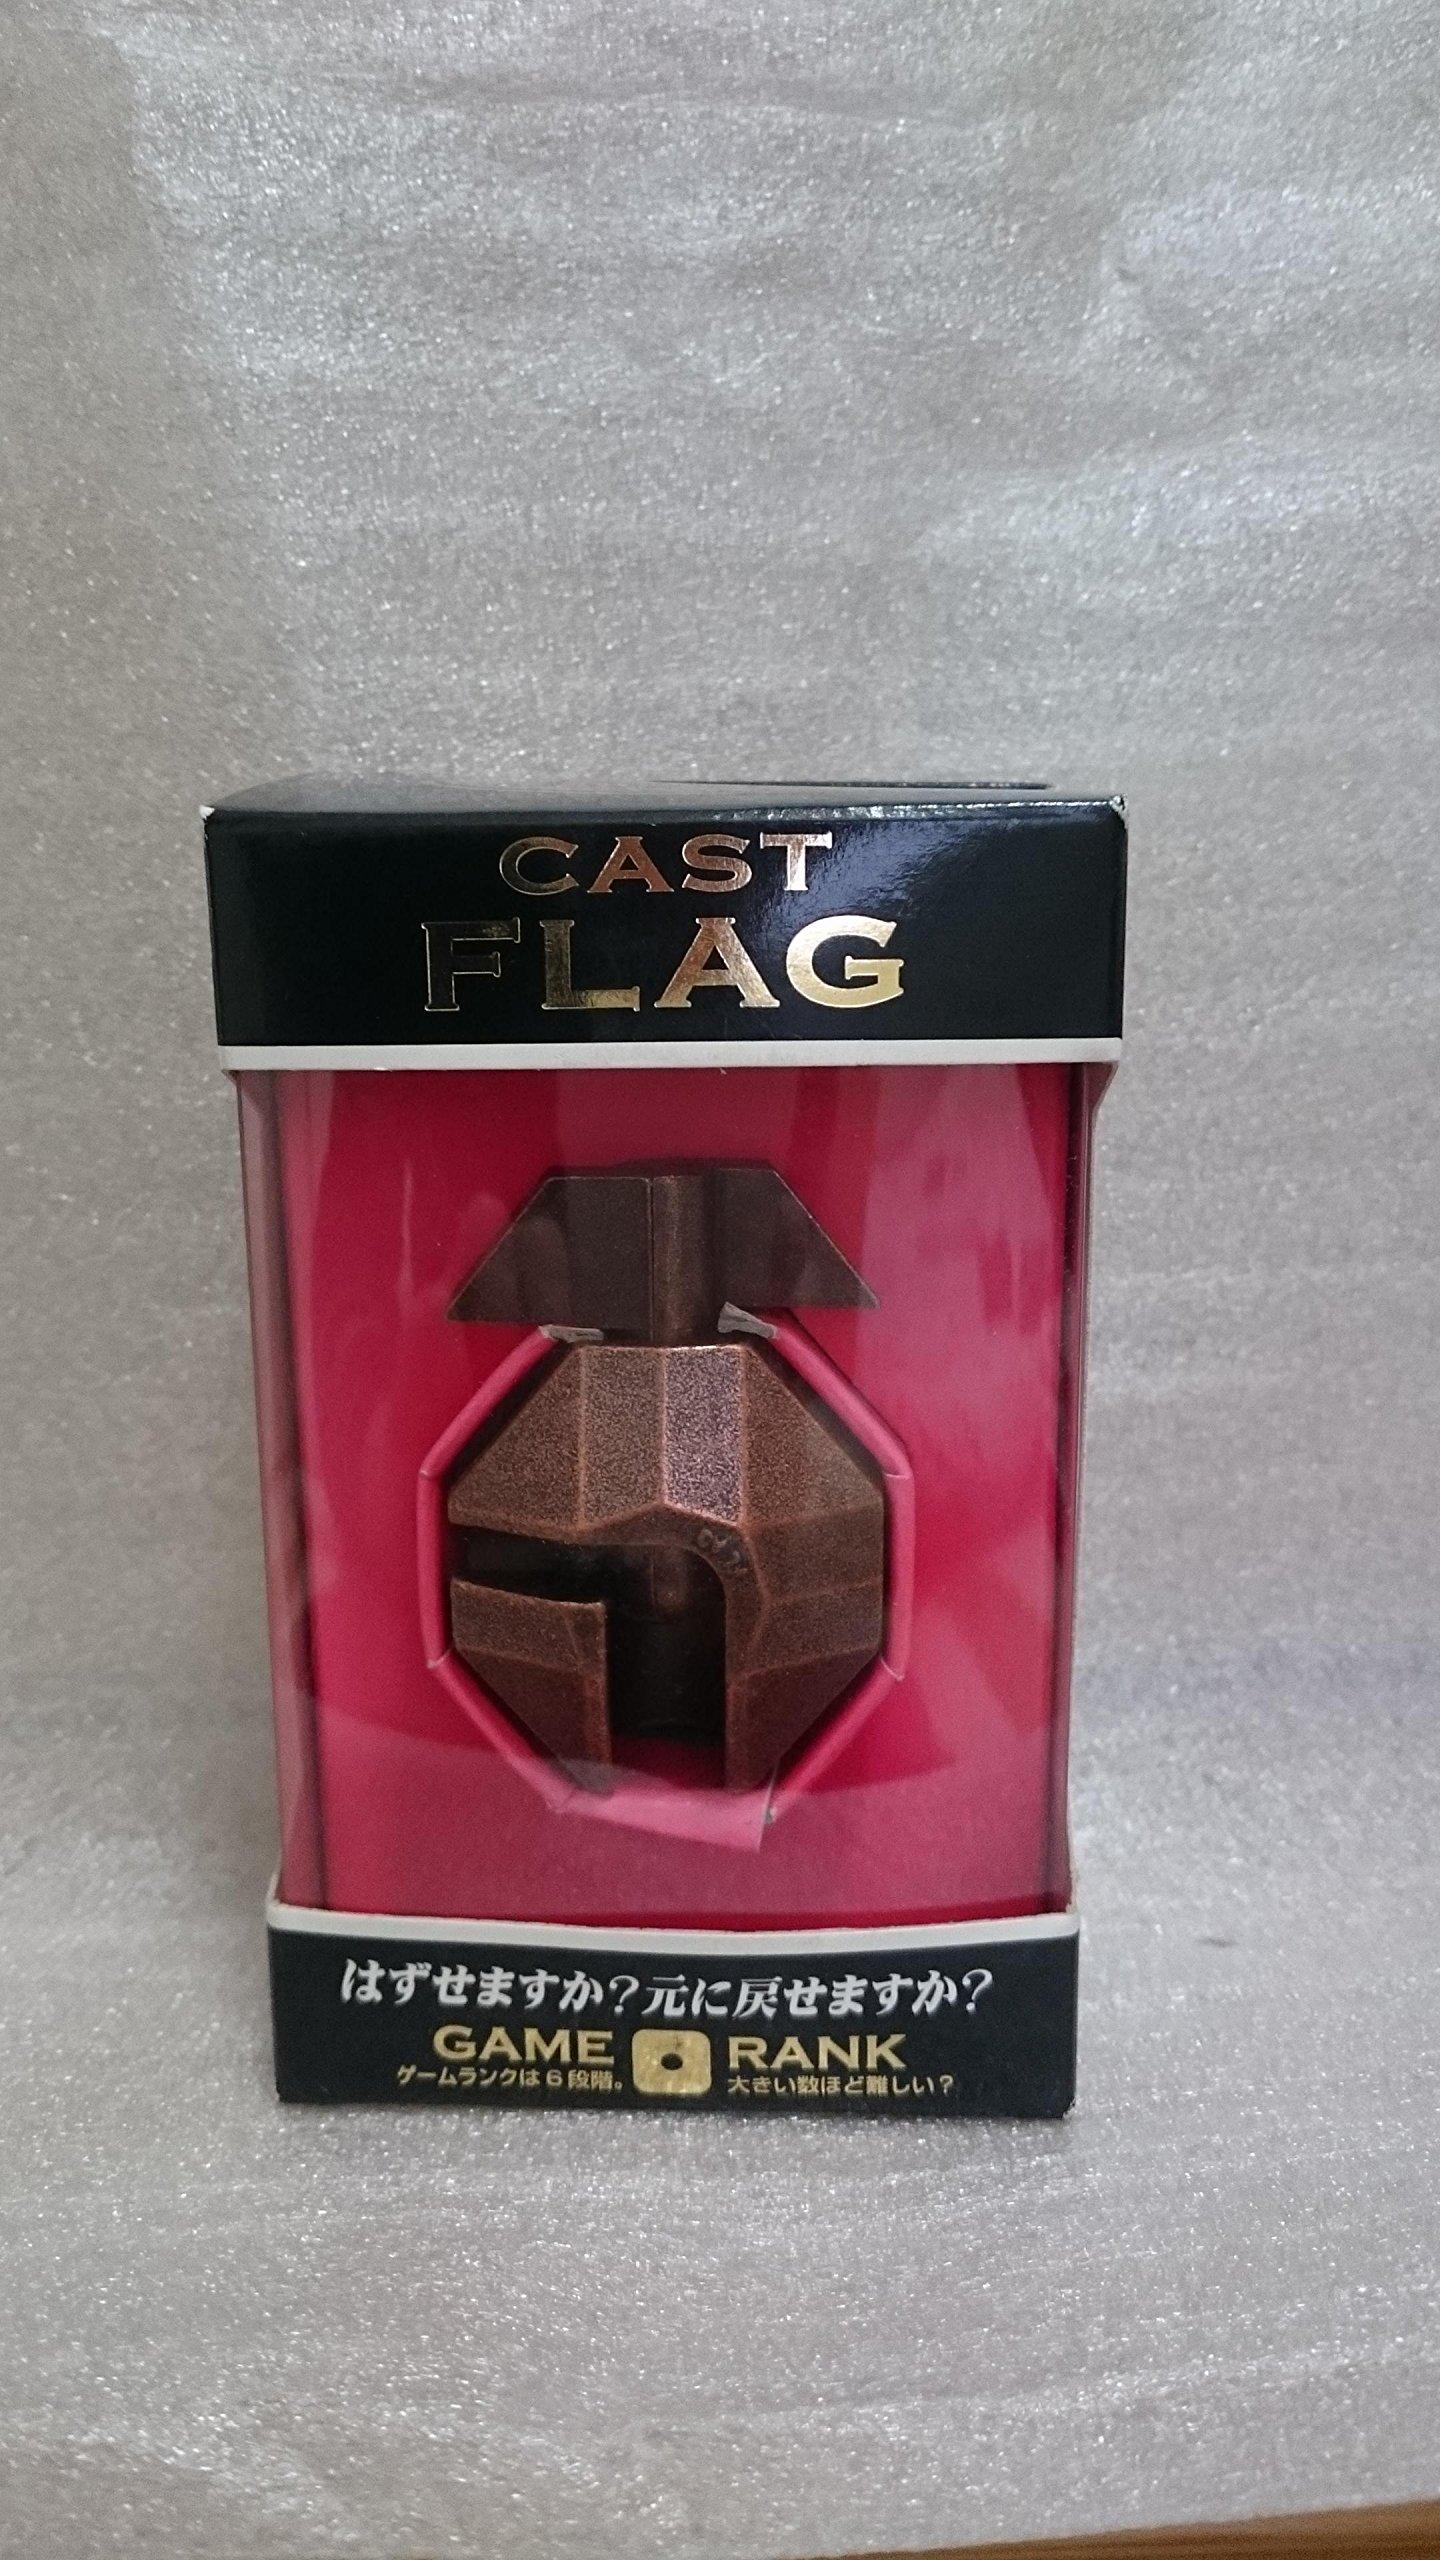 CAST
FLAG
はずせますか?元に戻せますか?
GAME RANK
ゲームランクは6段階。 大きい数ほど難しい?